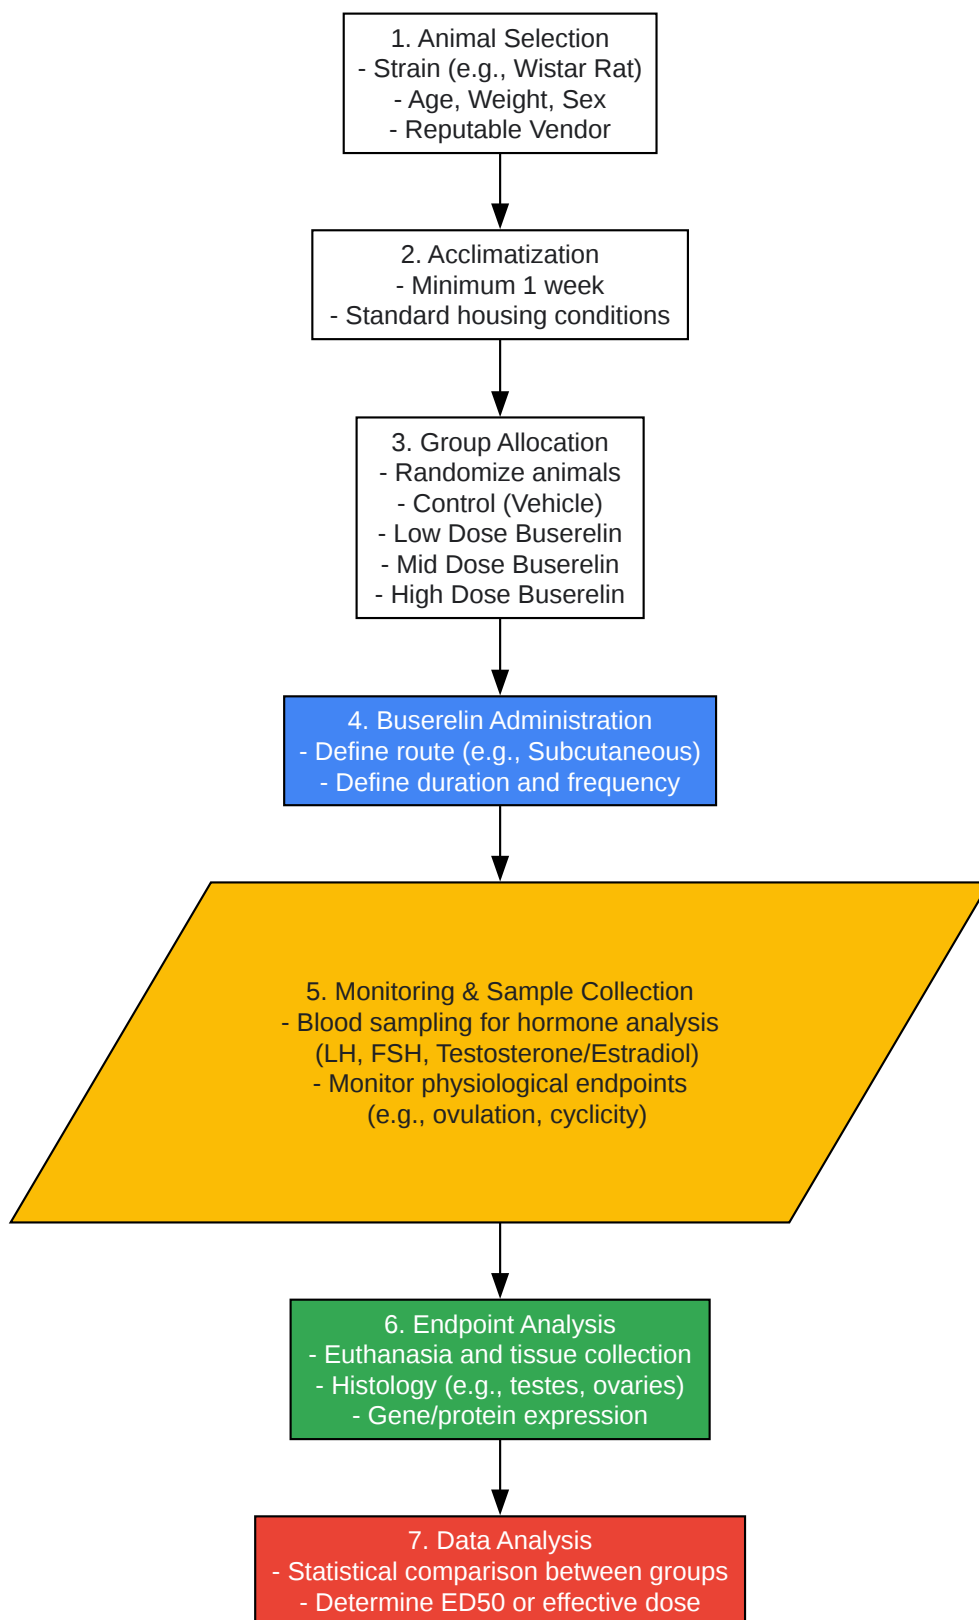 1. Animal Selection
- Strain (e.g., Wistar Rat)
- Age, Weight, Sex
- Reputable Vendor
2. Acclimatization
- Minimum 1 week
- Standard housing conditions
3. Group Allocation
- Randomize animals
- Control (Vehicle)
- Low Dose Buserelin
- Mid Dose Buserelin
- High Dose Buserelin
4. Buserelin Administration
- Define route (e.g., Subcutaneous)
- Define duration and frequency
5. Monitoring & Sample Collection
- Blood sampling for hormone analysis
(LH, FSH, Testosterone/Estradiol)
- Monitor physiological endpoints
(e.g., ovulation, cyclicity)
6. Endpoint Analysis
- Euthanasia and tissue collection
- Histology (e.g., testes, ovaries)
- Gene/protein expression
7. Data Analysis
- Statistical comparison between groups
- Determine ED50 or effective dose